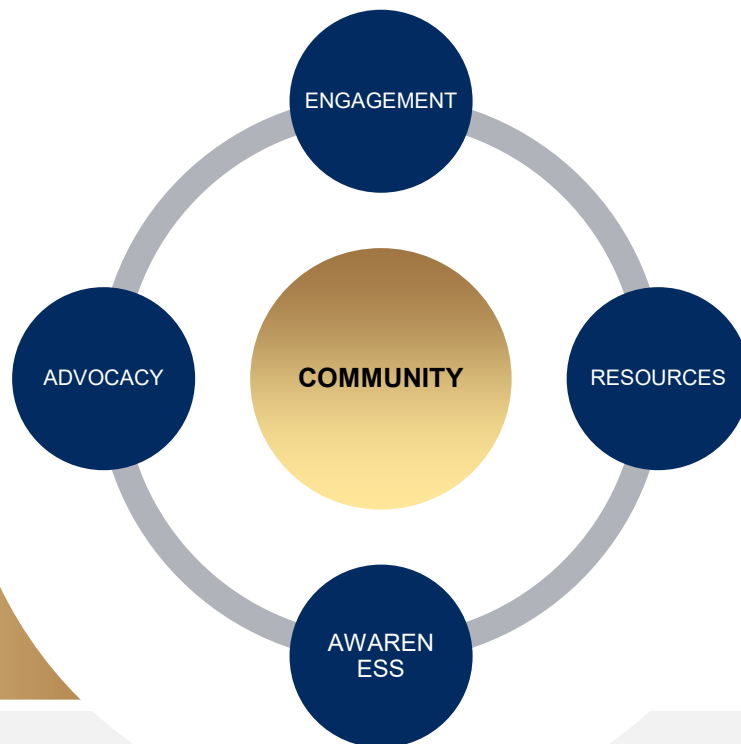 ENGAGEMENT
ADVOCACY
COMMUNITY
RESOURCES
AWAREN
ESS